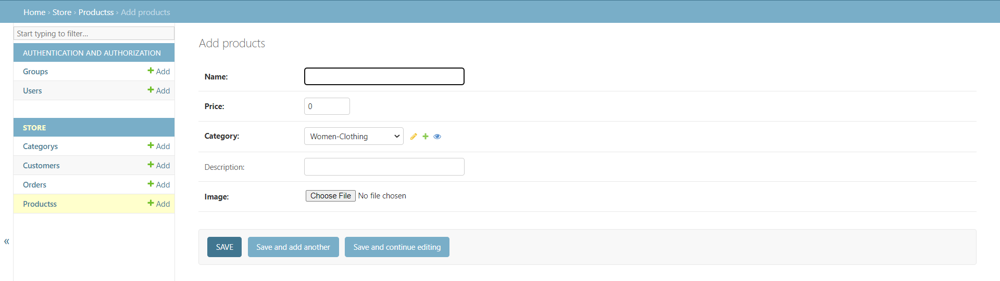 Home › Store › Productss › Add products
Start typing to filter...
AUTHENTICATION AND AUTHORIZATION
Groups + Add
Users + Add
STORE
Categorys + Add
Customers + Add
Orders + Add
Productss + Add
«
Add products
Name:
Price: 0
Category: Women-Clothing
Description:
Image: Choose File No file chosen
SAVE Save and add another Save and continue editing